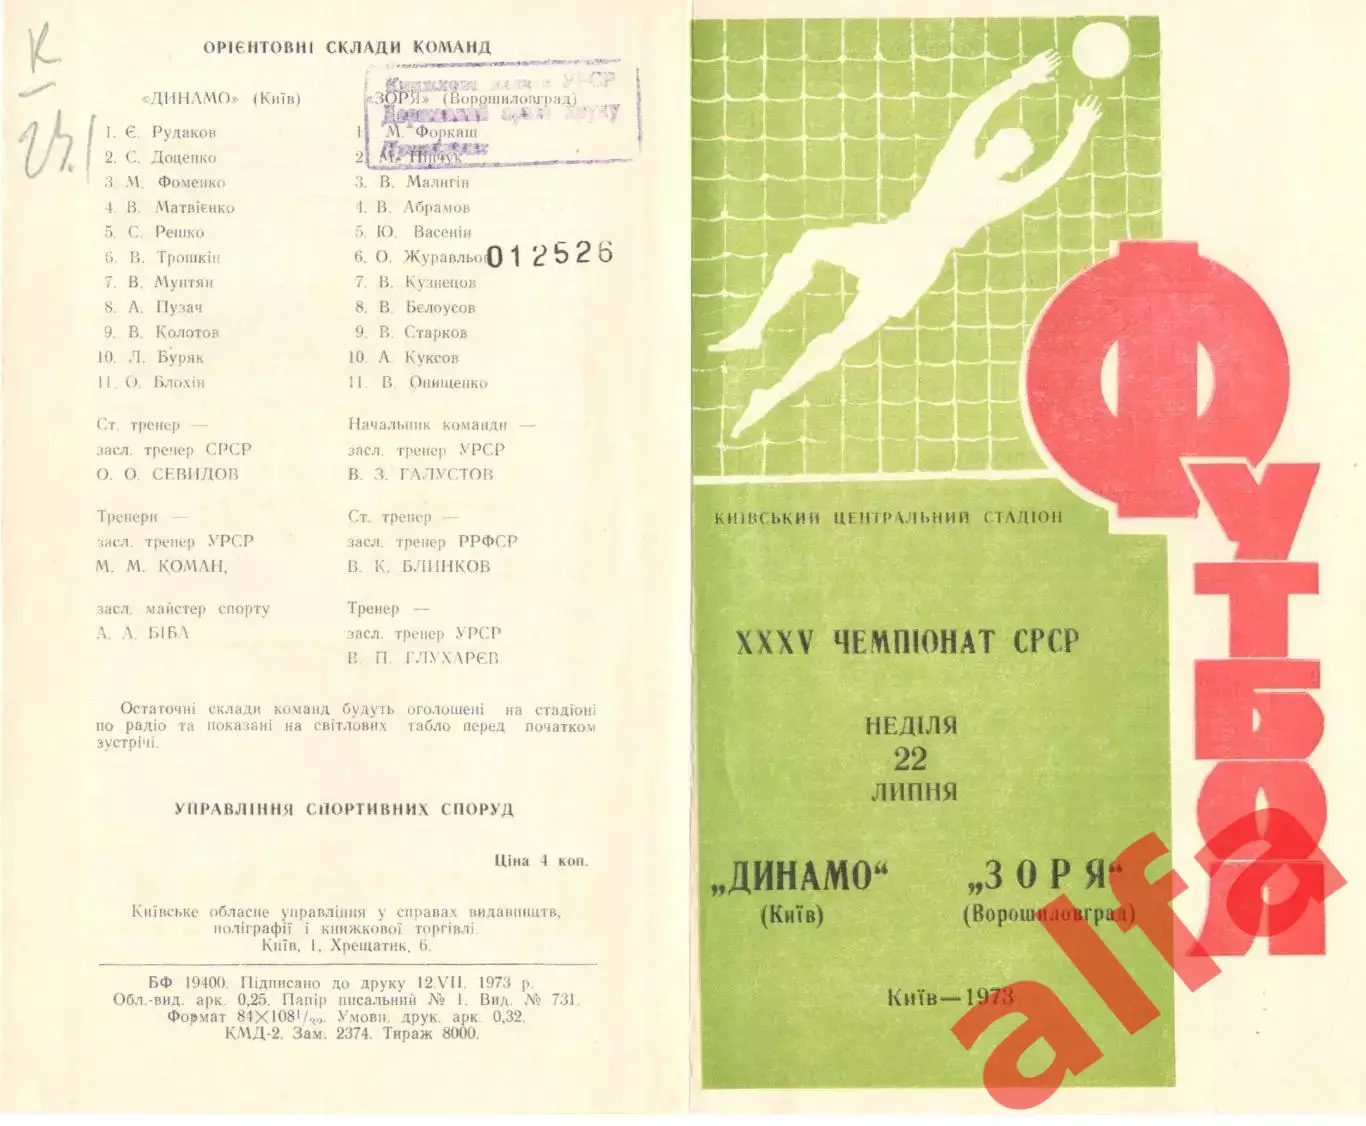 К
24.1
ОРІЄНТОВНІ СКЛАДИ КОМАНД
«ДИНАМО» (Київ)
1. Є. Рудаков
2. С. Доценко
3. М. Фоменко
4. В. Матвієнко
5. С. Решко
6. В. Трошкін
7. В. Мунтян
8. А. Пузач
9. В. Колотов
10. Л. Буряк
11. О. Блохін
Ст. тренер —
засл. тренер СРСР
О. О. СЕВИДОВ
Тренери —
засл. тренер УРСР
М. М. КОМАН,
засл. майстер спорту
А. А. БІБА
«ЗОРЯ» (Ворошиловград)
1. М. Форкаш
2. М. Пінчук
3. В. Малигін
4. В. Абрамов
5. Ю. Васенін
6. О. Журавльов
7. В. Кузнецов
8. В. Бєлоусов
9. В. Старков
10. А. Куксов
11. В. Онищенко
Начальник команди —
засл. тренер УРСР
В. З. ГАЛУСТОВ
Ст. тренер —
засл. тренер РРФСР
В. К. БЛИНКОВ
Тренер —
засл. тренер УРСР
В. П. ГЛУХАРЄВ.
УРСР
друку
012526
Остаточні склади команд будуть оголошені на стадіоні
по радіо та показані на світлових табло перед початком
зустрічі.
УПРАВЛІННЯ СПОРТИВНИХ СПОРУД
Ціна 4 коп.
Київське обласне управління у справах видавництв,
поліграфії і книжкової торгівлі.
Київ, 1, Хрещатик, 6.
БФ 19400. Підписано до друку 12.VII. 1973 р.
Обл.-вид. арк. 0,25. Папір писальний № 1. Вид. № 731.
Формат 84×108¹/₃₂. Умовн. друк. арк. 0,32.
КМД-2. Зам. 2374. Тираж 8000.
ФУТБОЛ
КИЇВСЬКИЙ ЦЕНТРАЛЬНИЙ СТАДІОН
XXXV ЧЕМПІОНАТ СРСР
НЕДІЛЯ
22
ЛИПНЯ
„ДИНАМО“ „ЗОРЯ“
(Київ) (Ворошиловград)
Київ—1973
alfa